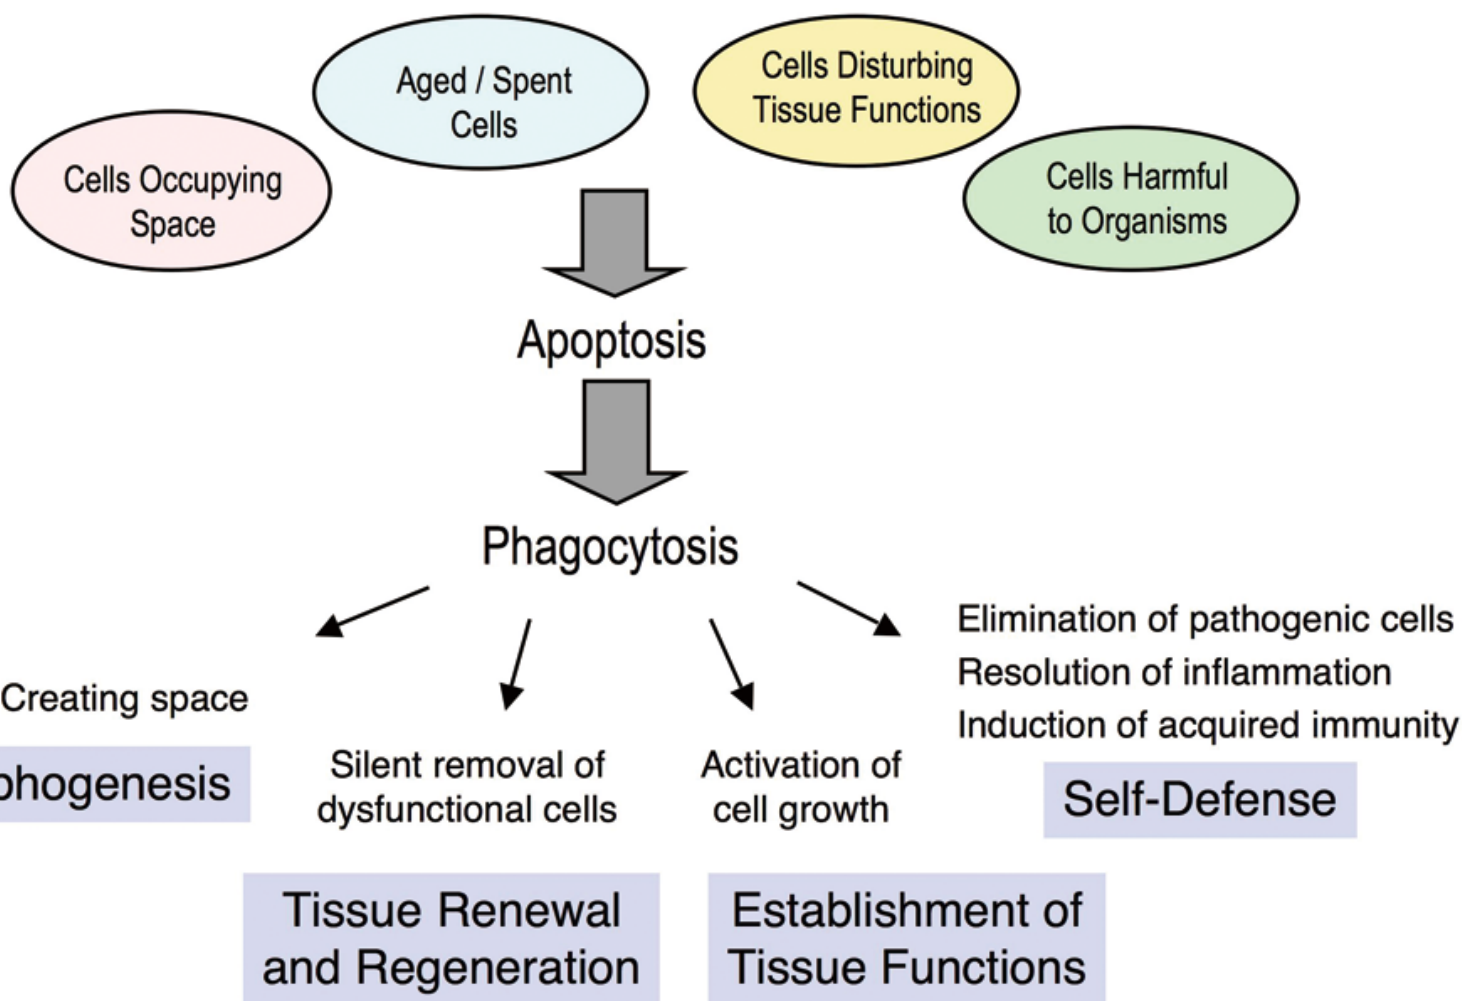 Aged / Spent
Cells
Cells Disturbing
Tissue Functions
Cells Occupying
Space
Cells Harmful
to Organisms
Apoptosis
Phagocytosis
Creating space
phogenesis
Silent removal of
dysfunctional cells
Tissue Renewal
and Regeneration
Activation of
cell growth
Establishment of
Tissue Functions
Elimination of pathogenic cells
Resolution of inflammation
Induction of acquired immunity
Self-Defense